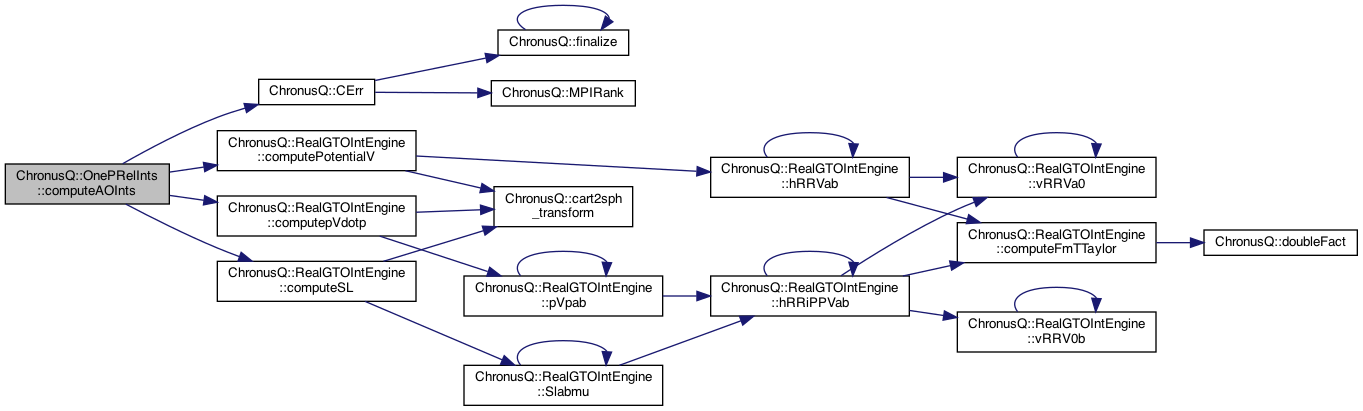 ChronusQ::finalize
ChronusQ::CErr
ChronusQ::MPIRank
ChronusQ::OnePRelInts
::computeAOInts
ChronusQ::RealGTOIntEngine
::computePotentialV
ChronusQ::RealGTOIntEngine
::hRRVab
ChronusQ::RealGTOIntEngine
::vRRVa0
ChronusQ::cart2sph
_transform
ChronusQ::RealGTOIntEngine
::computepVdotp
ChronusQ::RealGTOIntEngine
::computeFmTTaylor
ChronusQ::doubleFact
ChronusQ::RealGTOIntEngine
::computeSL
ChronusQ::RealGTOIntEngine
::pVpab
ChronusQ::RealGTOIntEngine
::hRRiPPVab
ChronusQ::RealGTOIntEngine
::vRRV0b
ChronusQ::RealGTOIntEngine
::Slabmu